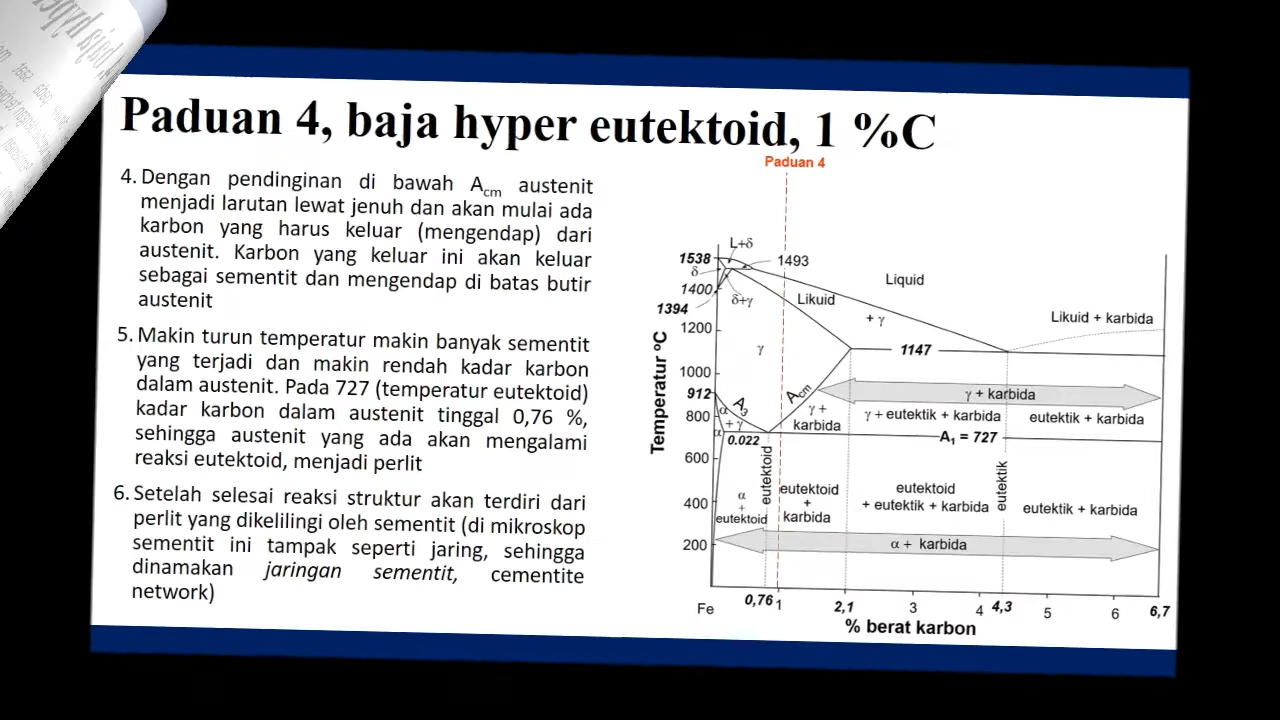 Paduan 4, baja hyper eutektoid, 1 %C
4. Dengan pendinginan di bawah Acm austenit
menjadi larutan lewat jenuh dan akan mulai ada
karbon yang harus keluar (mengendap) dari
austenit. Karbon yang keluar ini akan keluar
sebagai sementit dan mengendap di batas butir
austenit
5. Makin turun temperatur makin banyak sementit
yang terjadi dan makin rendah kadar karbon
dalam austenit. Pada 727 (temperatur eutektoid)
kadar karbon dalam austenit tinggal 0,76 %,
sehingga austenit yang ada akan mengalami
reaksi eutektoid, menjadi perlit
6. Setelah selesai reaksi struktur akan terdiri dari
perlit yang dikelilingi oleh sementit (di mikroskop
sementit ini tampak seperti jaring, sehingga
dinamakan jaringan sementit, cementite
network)
Paduan 4
L+δ
1538
1493
δ
Liquid
1400
δ+γ
Likuid
+ γ
1394
Likuid + karbida
1200
γ
1147
1000
912
A3
Acm
γ + karbida
800
α
+ γ
γ +
karbida
γ + eutektik + karbida
eutektik + karbida
α
0.022
A1 = 727
600
eutektoid
eutektik
400
α
+
eutektoid
eutektoid
+
karbida
eutektoid
+ eutektik + karbida
eutektik + karbida
200
α + karbida
Temperatur oC
Fe
0,76
1
2,1
3
4
4,3
5
6
6,7
% berat karbon